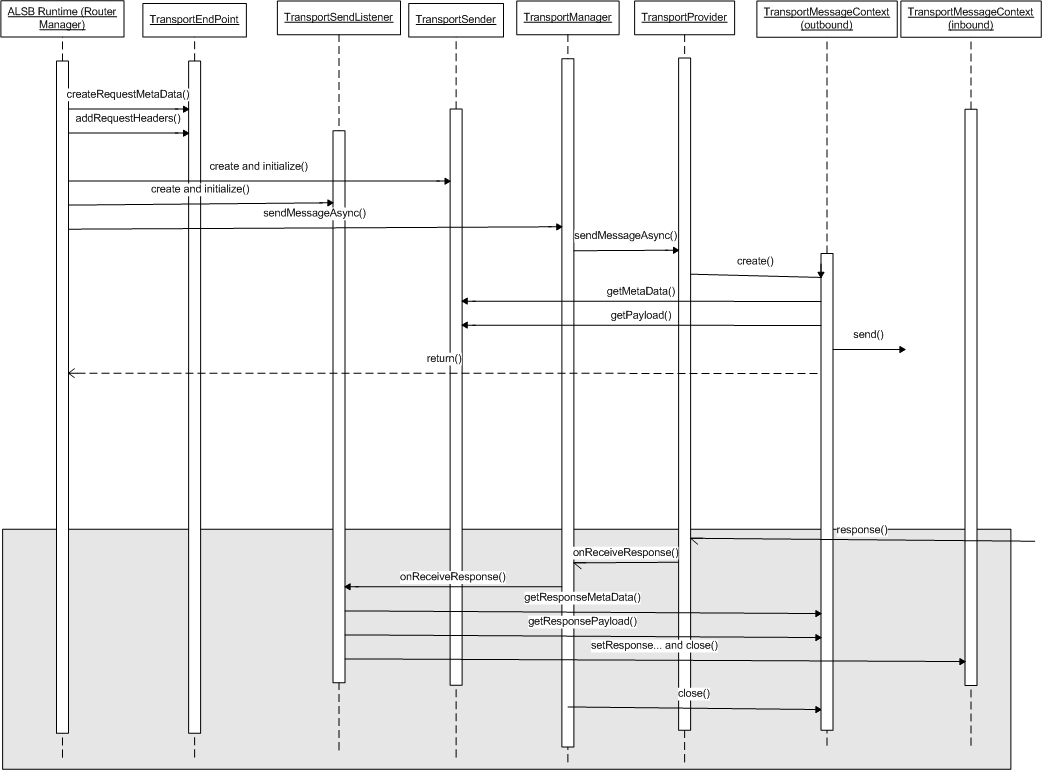 ALSB Runtime (Router
Manager)
TransportEndPoint
TransportSendListener
TransportSender
TransportManager
TransportProvider
TransportMessageContext
(outbound)
TransportMessageContext
(inbound)
createRequestMetaData()
addRequestHeaders()
create and initialize()
create and initialize()
sendMessageAsync()
sendMessageAsync()
create()
getMetaData()
getPayload()
send()
return()
response()
onReceiveResponse()
onReceiveResponse()
getResponseMetaData()
getResponsePayload()
setResponse... and close()
close()